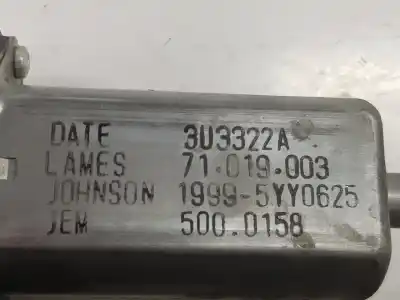 DATE 3U3322A
LAMES 71.019.003
JOHNSON 1999-5YY0625
JEM 500.0158